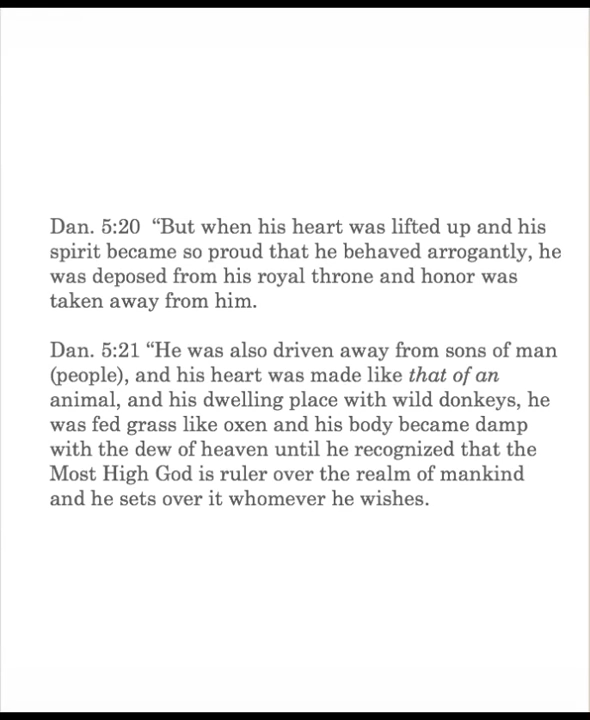 Dan. 5:20  “But when his heart was lifted up and his
spirit became so proud that he behaved arrogantly, he
was deposed from his royal throne and honor was
taken away from him.
Dan. 5:21 “He was also driven away from sons of man
(people), and his heart was made like that of an
animal, and his dwelling place with wild donkeys, he
was fed grass like oxen and his body became damp
with the dew of heaven until he recognized that the
Most High God is ruler over the realm of mankind
and he sets over it whomever he wishes.